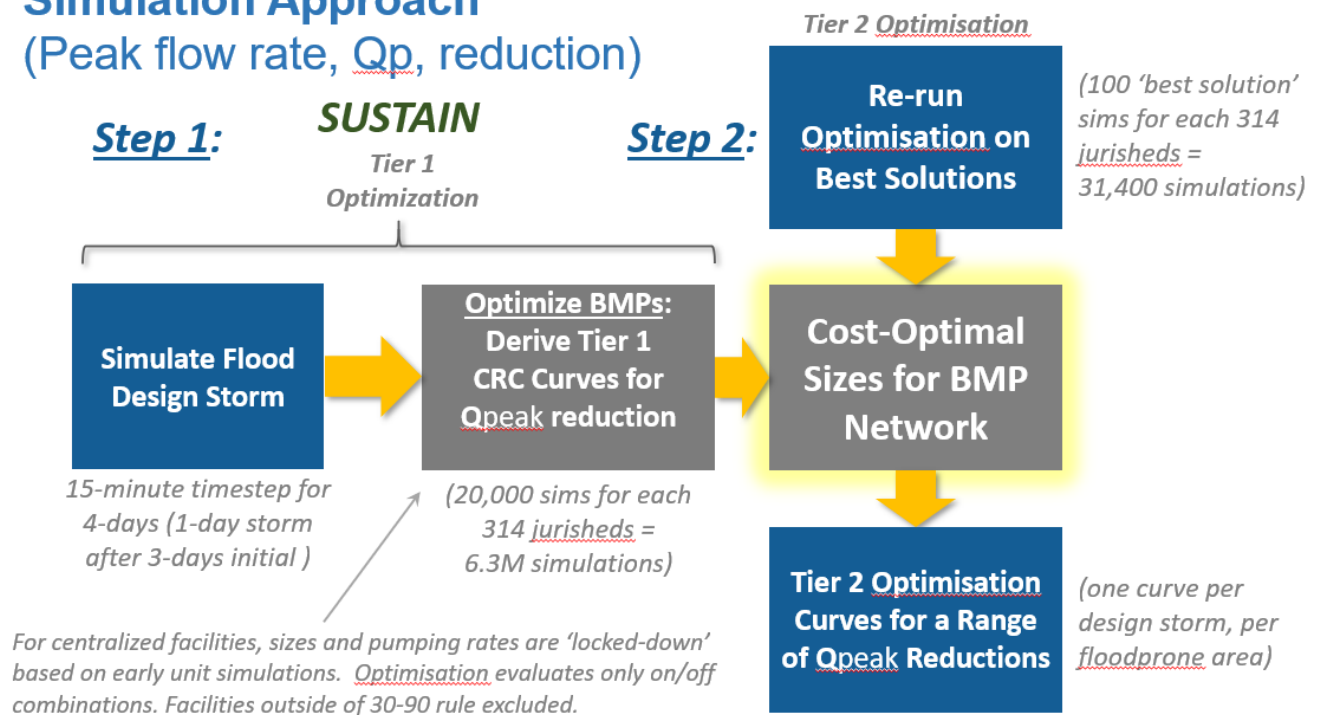 Simulation Approach
(Peak flow rate, Qp, reduction)
Step 1:
SUSTAIN
Tier 1
Optimization
Simulate Flood
Design Storm
15-minute timestep for
4-days (1-day storm
after 3-days initial )
Optimize BMPs:
Derive Tier 1
CRC Curves for
Qpeak reduction
(20,000 sims for each
314 jurisheds =
6.3M simulations)
For centralized facilities, sizes and pumping rates are ‘locked-down’
based on early unit simulations.  Optimisation evaluates only on/off
combinations. Facilities outside of 30-90 rule excluded.
Step 2:
Tier 2 Optimisation
Re-run
Optimisation on
Best Solutions
(100 ‘best solution’
sims for each 314
jurisheds =
31,400 simulations)
Cost-Optimal
Sizes for BMP
Network
Tier 2 Optimisation
Curves for a Range
of Qpeak Reductions
(one curve per
design storm, per
floodprone area)